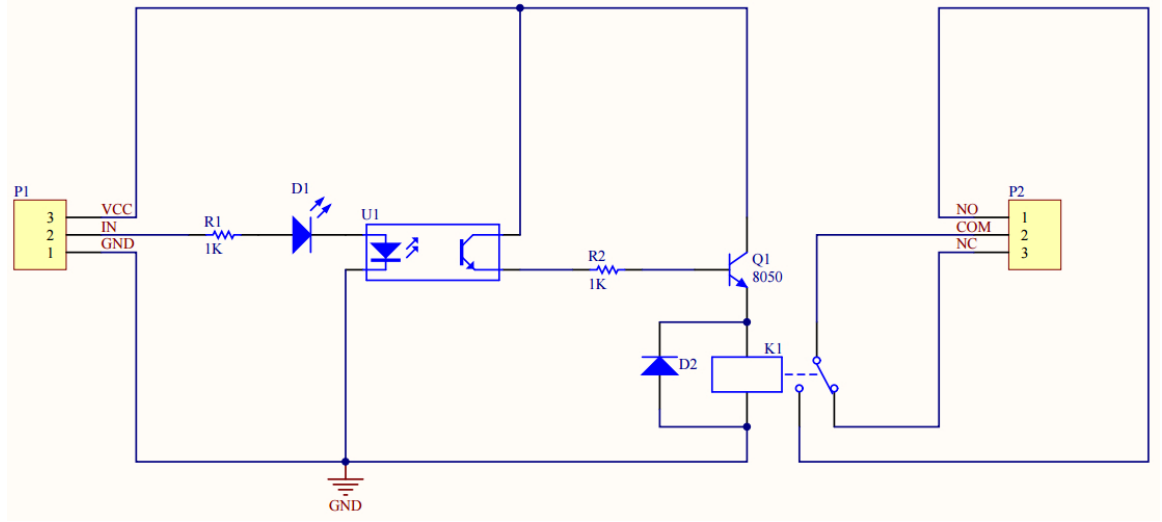 P1
3 VCC
2 IN
1 GND
R1
1K
D1
U1
R2
1K
Q1
8050
D2
K1
GND
P2
NO 1
COM 2
NC 3